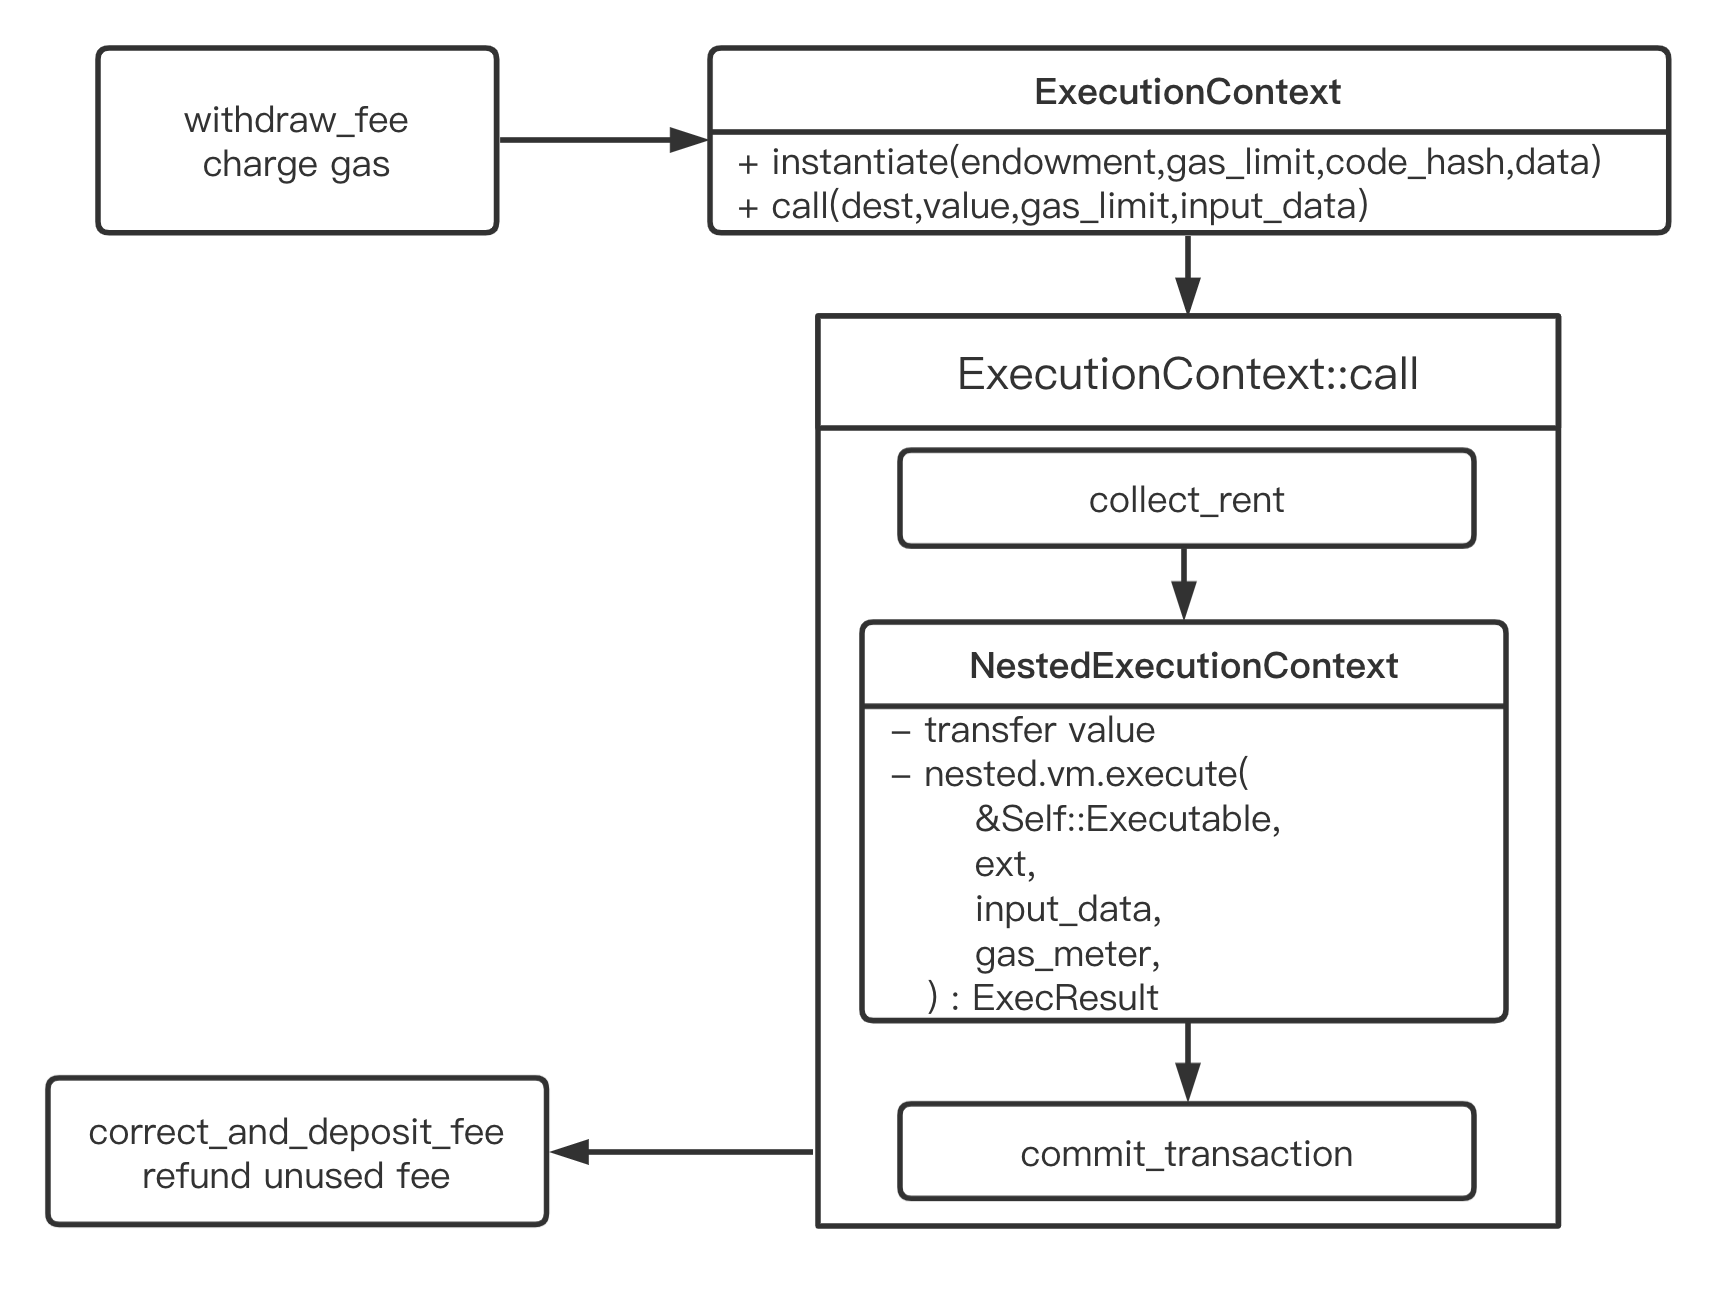 withdraw_fee
charge gas
ExecutionContext
+ instantiate(endowment,gas_limit,code_hash,data)
+ call(dest,value,gas_limit,input_data)
ExecutionContext::call
collect_rent
NestedExecutionContext
– transfer value
– nested.vm.execute(
&Self::Executable,
ext,
input_data,
gas_meter,
) : ExecResult
commit_transaction
correct_and_deposit_fee
refund unused fee